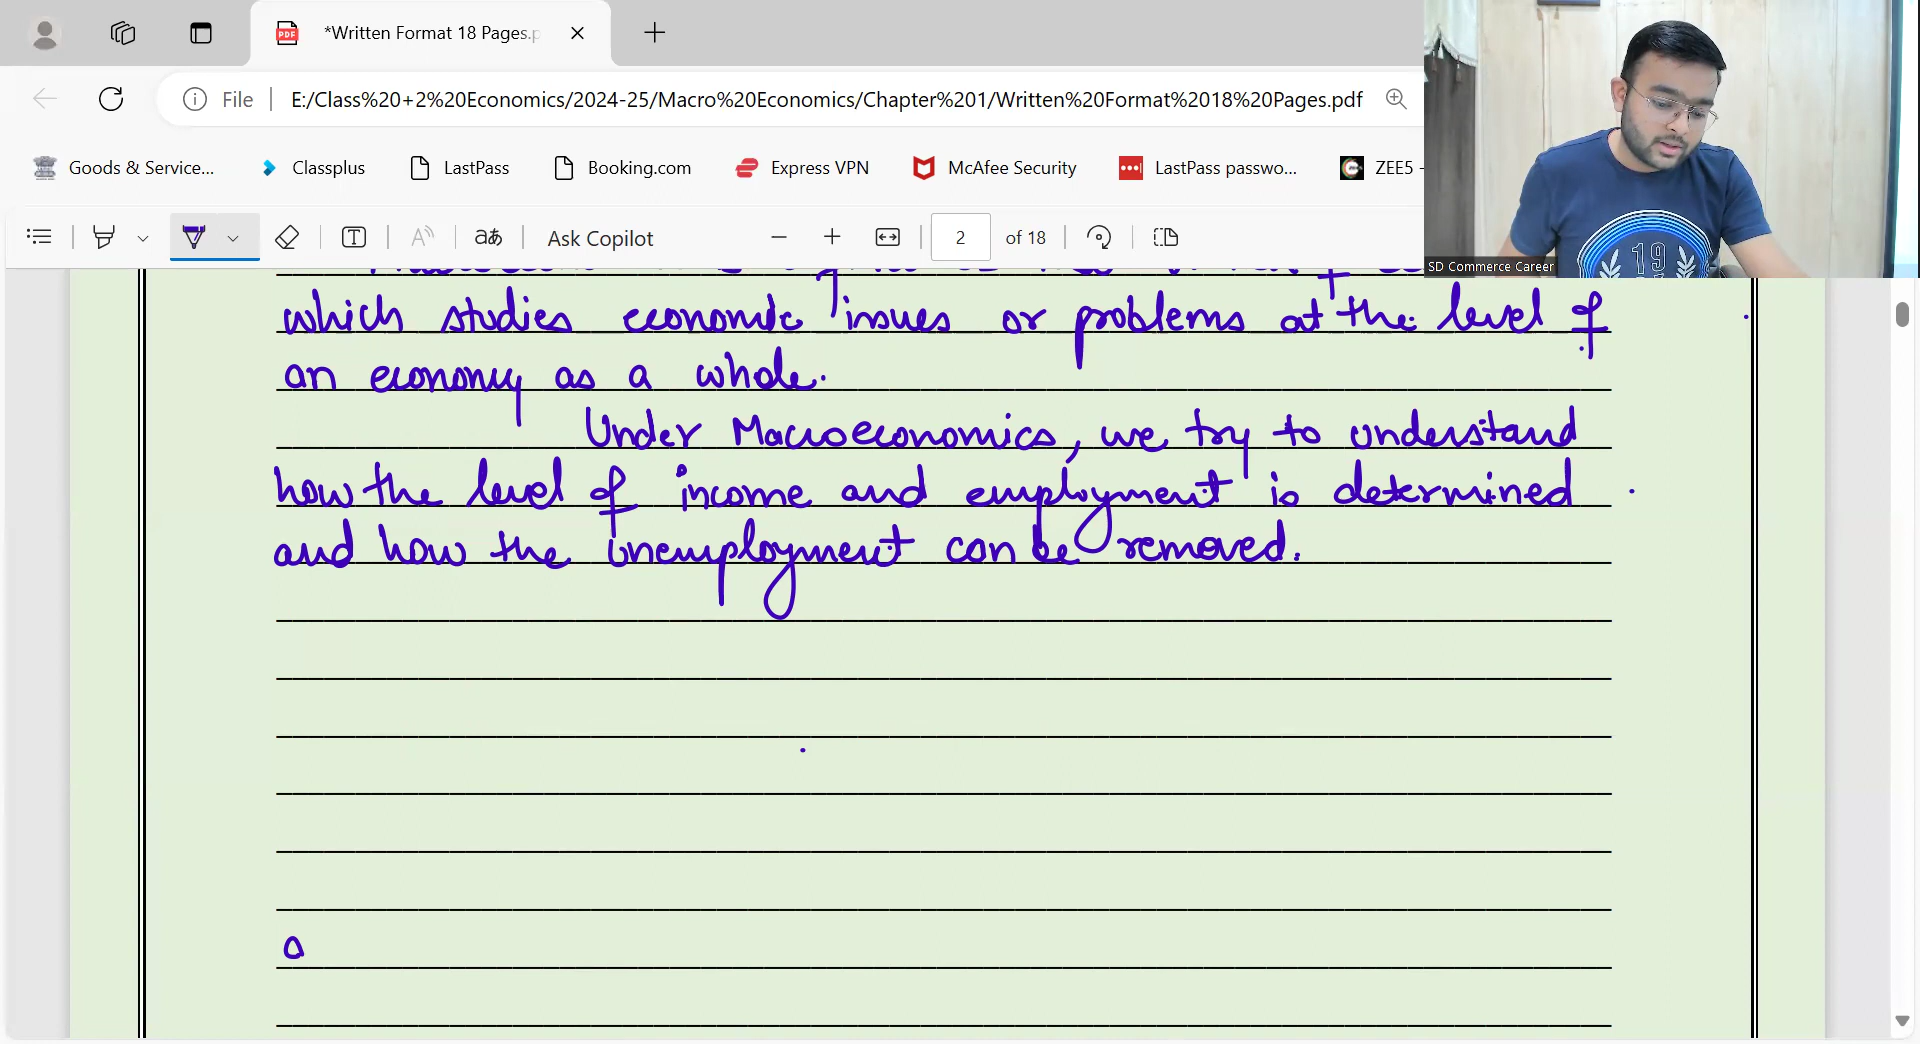 *Written Format 18 Pages.p
File
E:/Class%20+2%20Economics/2024-25/Macro%20Economics/Chapter%201/Written%20Format%2018%20Pages.pdf
Goods & Service... Classplus LastPass Booking.com Express VPN McAfee Security LastPass passwo... ZEE5 -
Ask Copilot 2 of 18
SD Commerce Career
19
which studies economic issues or problems at the level of
an economy as a whole.
Under Macroeconomics, we try to understand
how the level of income and employment is determined
and how the unemployment can be removed.